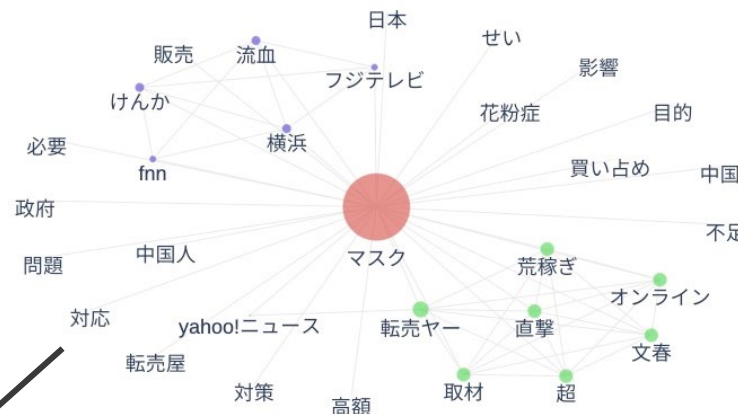 日本
せい
販売
流血
影響
フジテレビ
けんか
花粉症
目的
必要
横浜
買い占め
fnn
中国
政府
不足
中国人
マスク
問題
荒稼ぎ
オンライン
対応
yahoo!ニュース
転売ヤー
直撃
文春
転売屋
対策
取材
超
高額